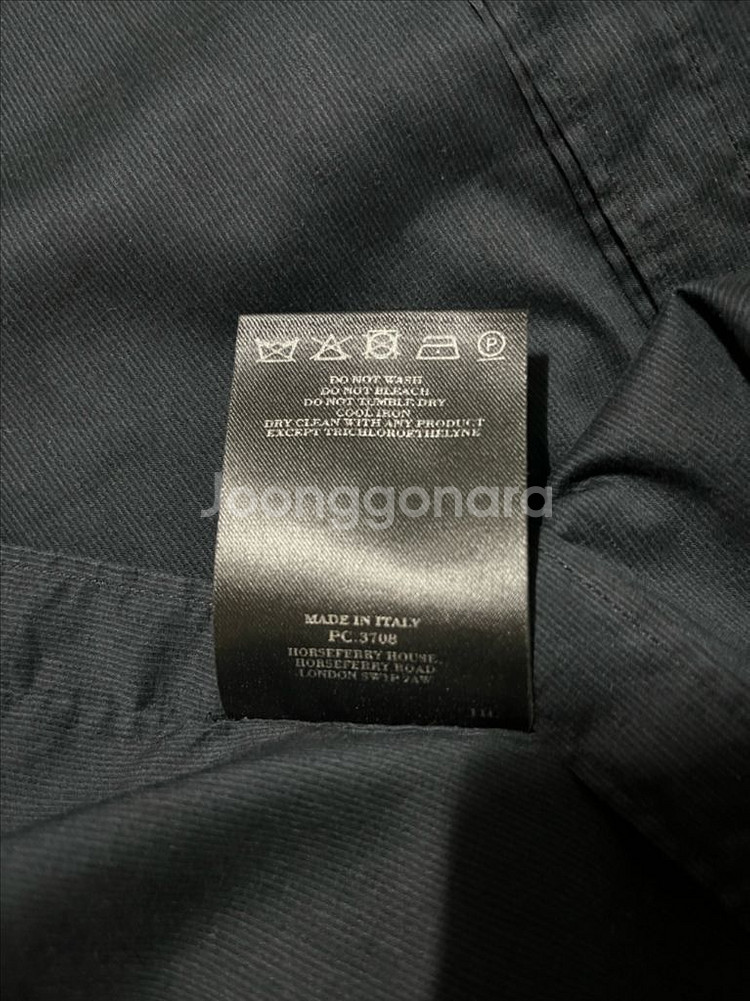 P
DO NOT WASH
DO NOT BLEACH
DO NOT TUMBLE DRY
COOL IRON
DRY CLEAN WITH ANY PRODUCT
EXCEPT TRICHLOROETHELYNE
Joonggonara
MADE IN ITALY
PC.3708
HORSEFERRY HOUSE
HORSEFERRY ROAD
LONDON SW1P 2AW